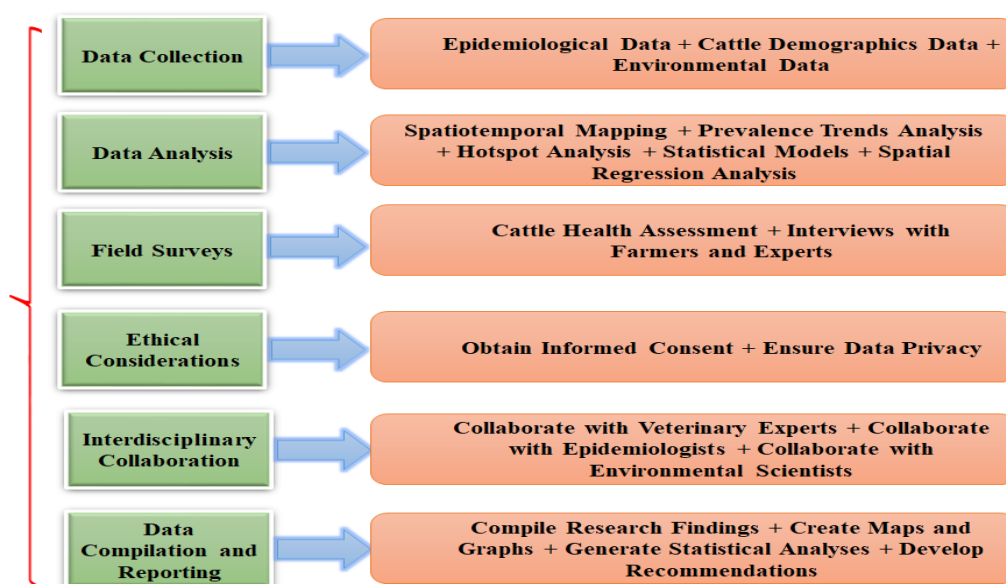 Data Collection
Epidemiological Data + Cattle Demographics Data +
Environmental Data
Data Analysis
Spatiotemporal Mapping + Prevalence Trends Analysis
+ Hotspot Analysis + Statistical Models + Spatial
Regression Analysis
Field Surveys
Cattle Health Assessment + Interviews with
Farmers and Experts
Ethical
Considerations
Obtain Informed Consent + Ensure Data Privacy
Interdisciplinary
Collaboration
Collaborate with Veterinary Experts + Collaborate
with Epidemiologists + Collaborate with
Environmental Scientists
Data
Compilation and
Reporting
Compile Research Findings + Create Maps and
Graphs + Generate Statistical Analyses + Develop
Recommendations